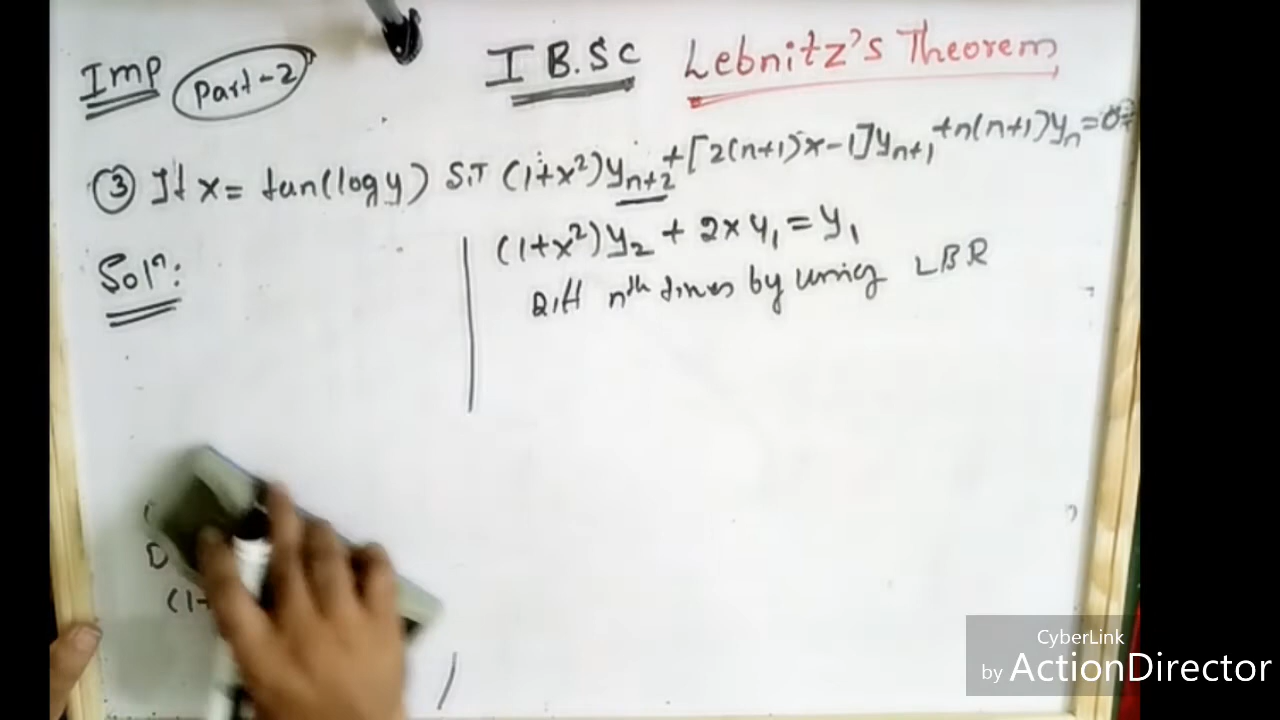 Imp Part-2 I B.Sc Lebnitz's Theorem
③ If x = tan(log y) S.T (1+x²)yₙ₊₂ + [2(n+1)x-1]yₙ₊₁ + n(n+1)yₙ = 0
Solⁿ:
(1+x²)y₂ + 2xy₁ = y₁
Diff nᵗʰ times by using LBR
D
(1+
CyberLink
by ActionDirector